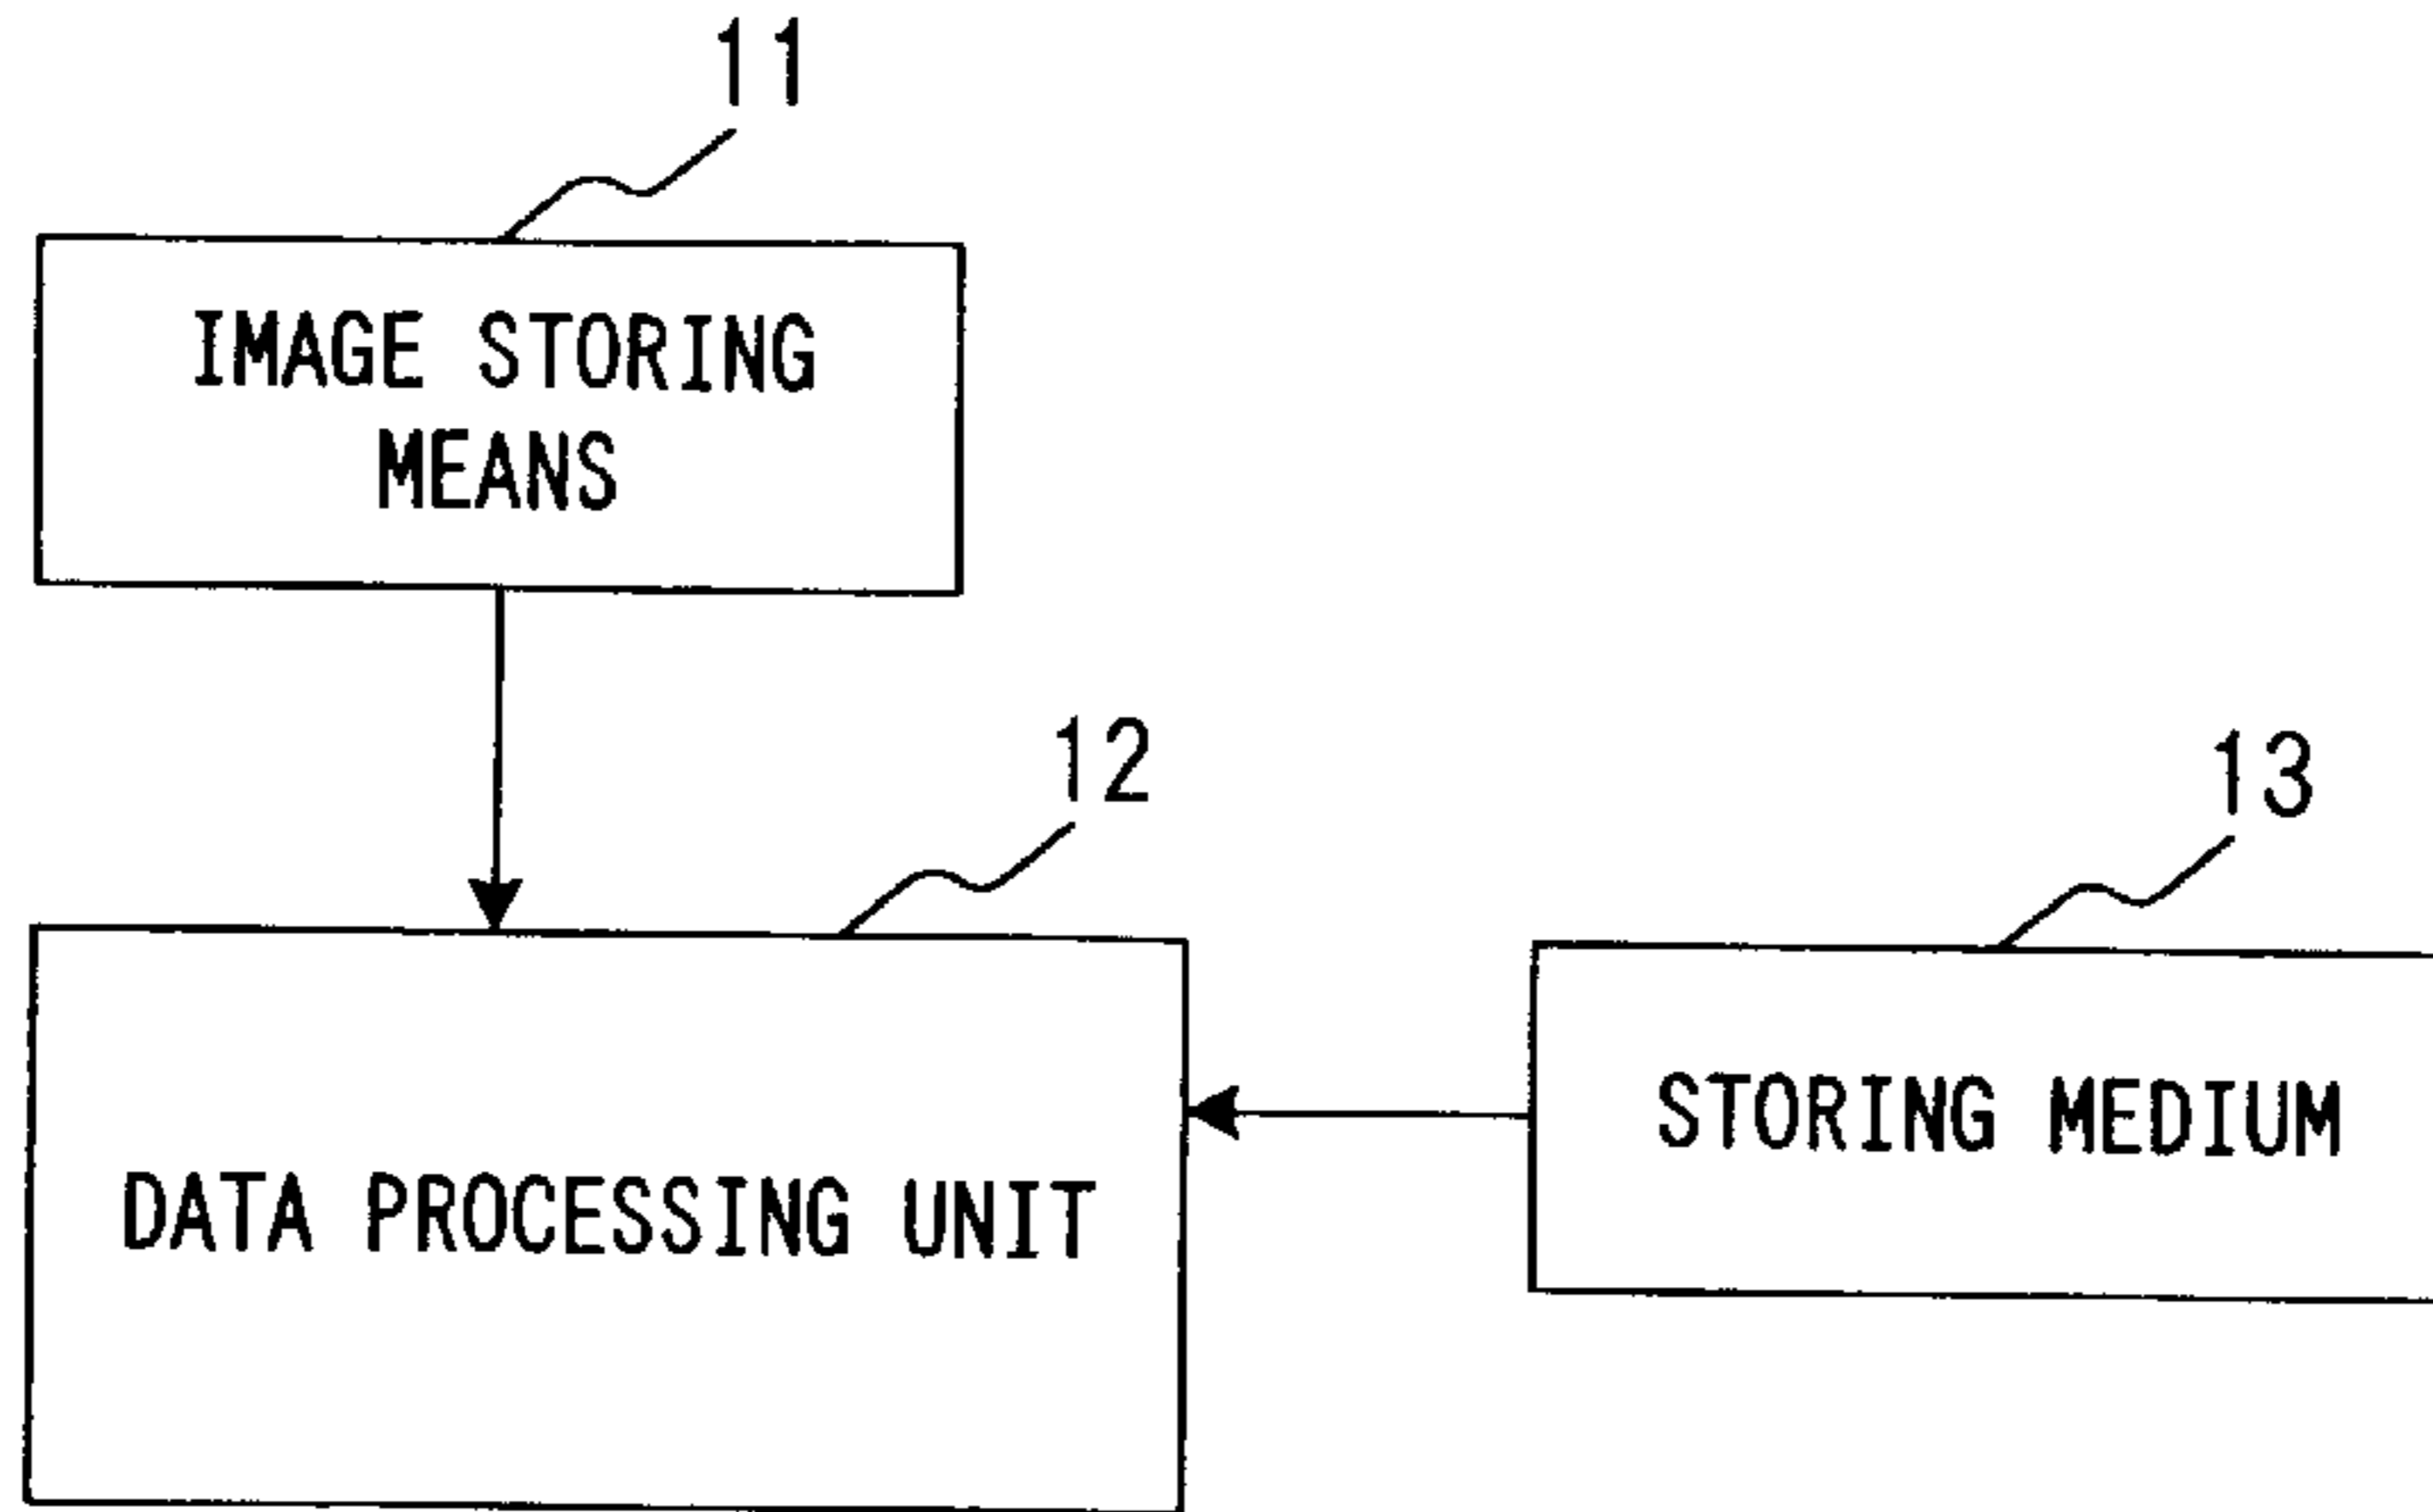 11
IMAGE STORING
MEANS
12
13
DATA PROCESSING UNIT
STORING MEDIUM